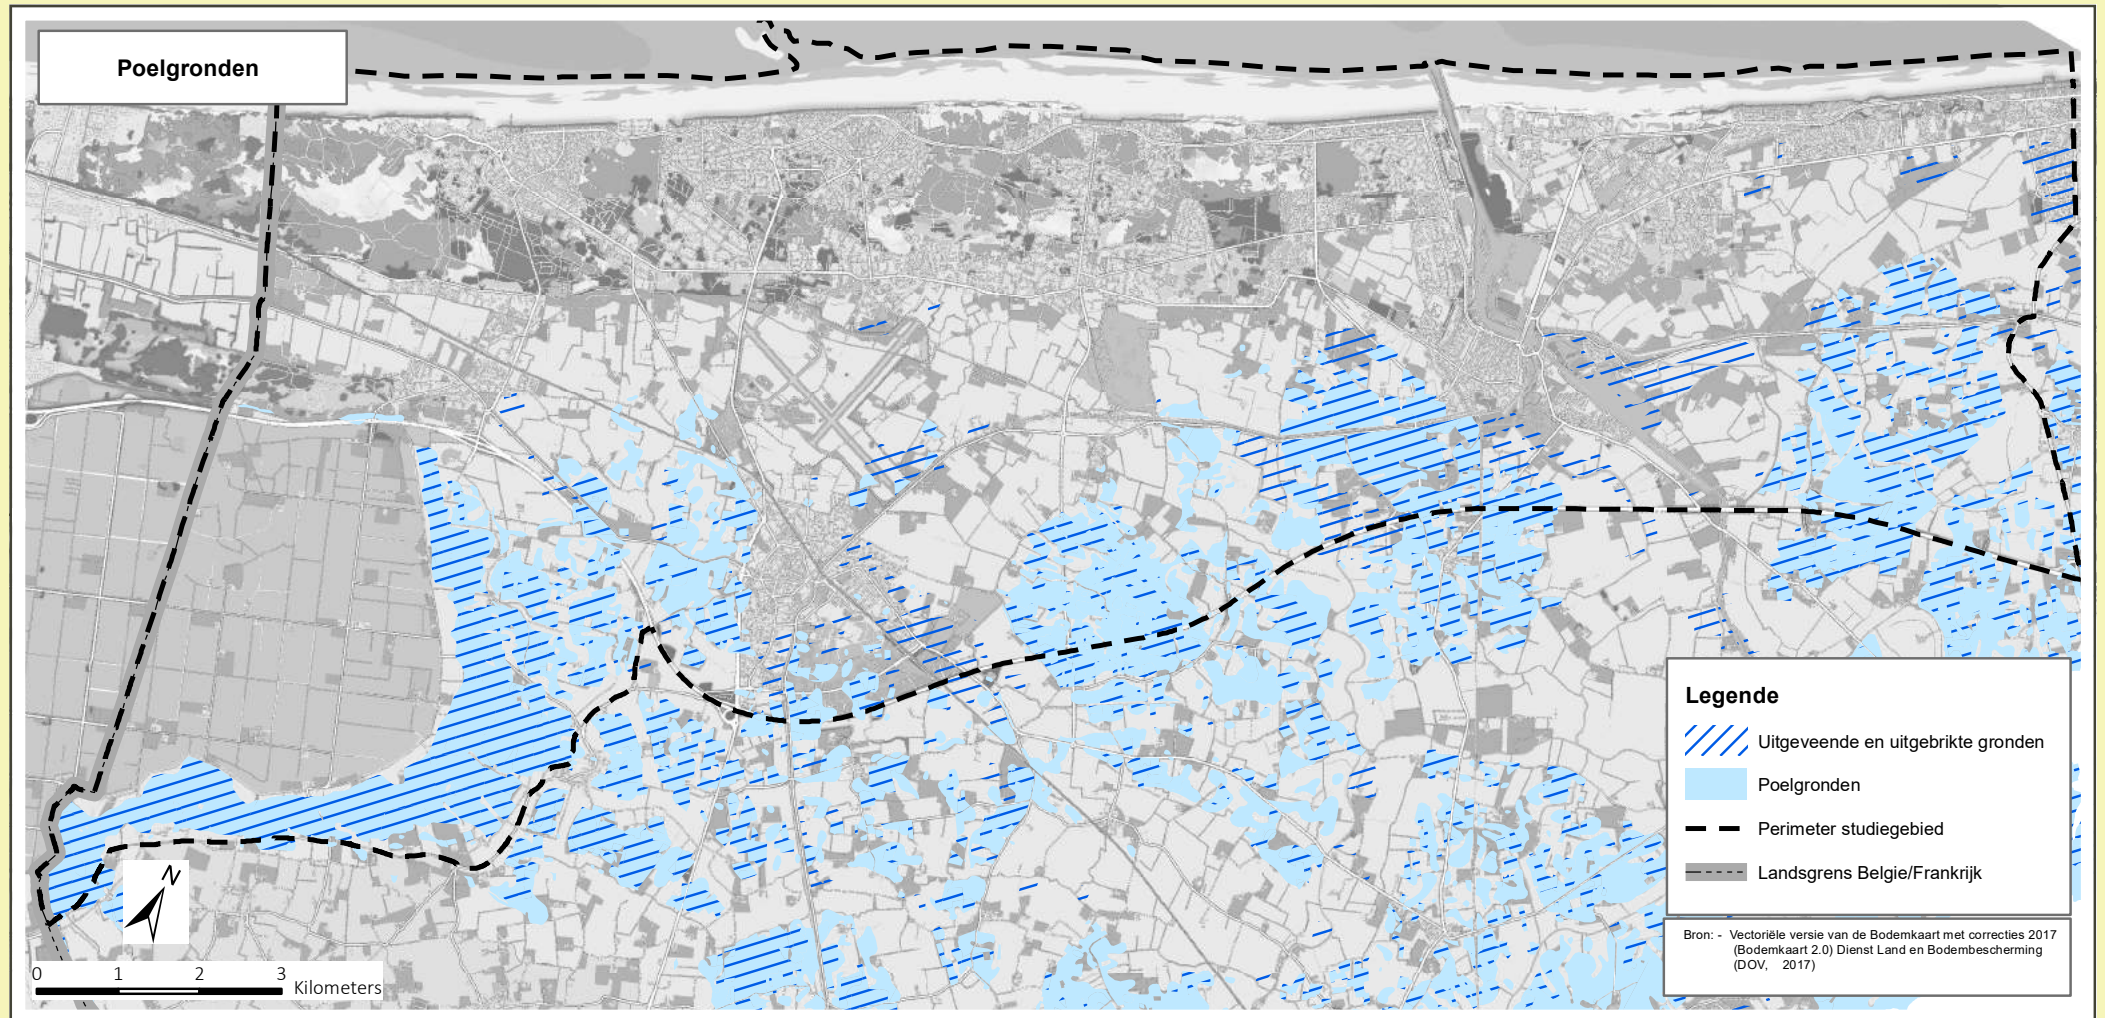 Poelgronden
N
0 1 2 3
Kilometers
Legende
Uitgeveende en uitgebrikte gronden
Poelgronden
Perimeter studiegebied
Landsgrens Belgie/Frankrijk
Bron: - Vectoriële versie van de Bodemkaart met correcties 2017
(Bodemkaart 2.0) Dienst Land en Bodembescherming
(DOV, 2017)